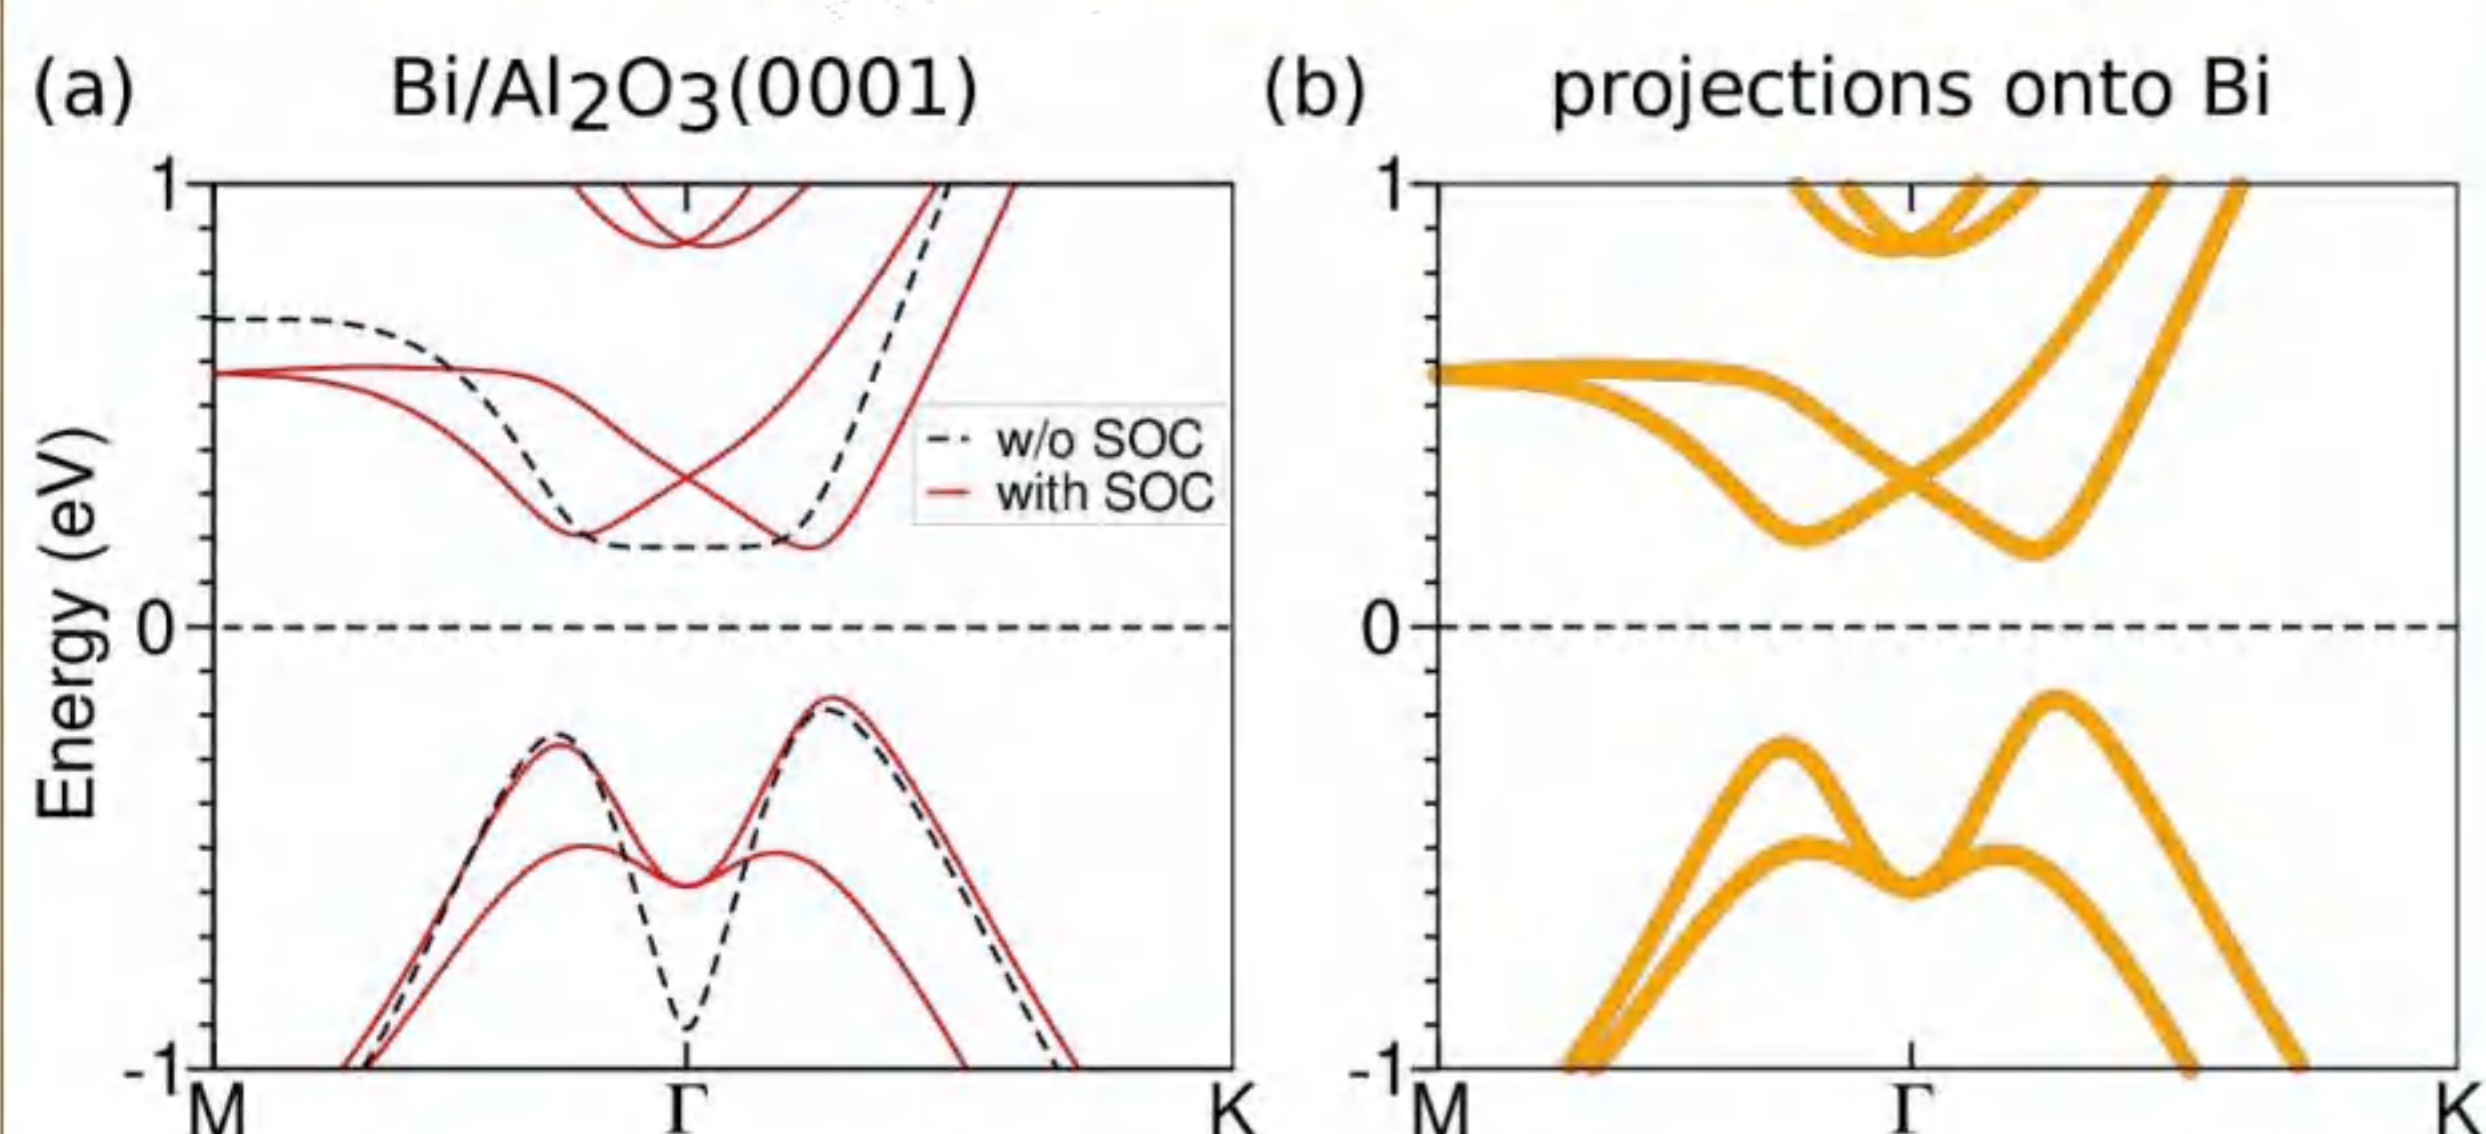 (a) Bi/Al2O3(0001)
1
0
-1
Energy (eV)
w/o SOC
with SOC
M Γ K
(b) projections onto Bi
1
0
-1
M Γ K